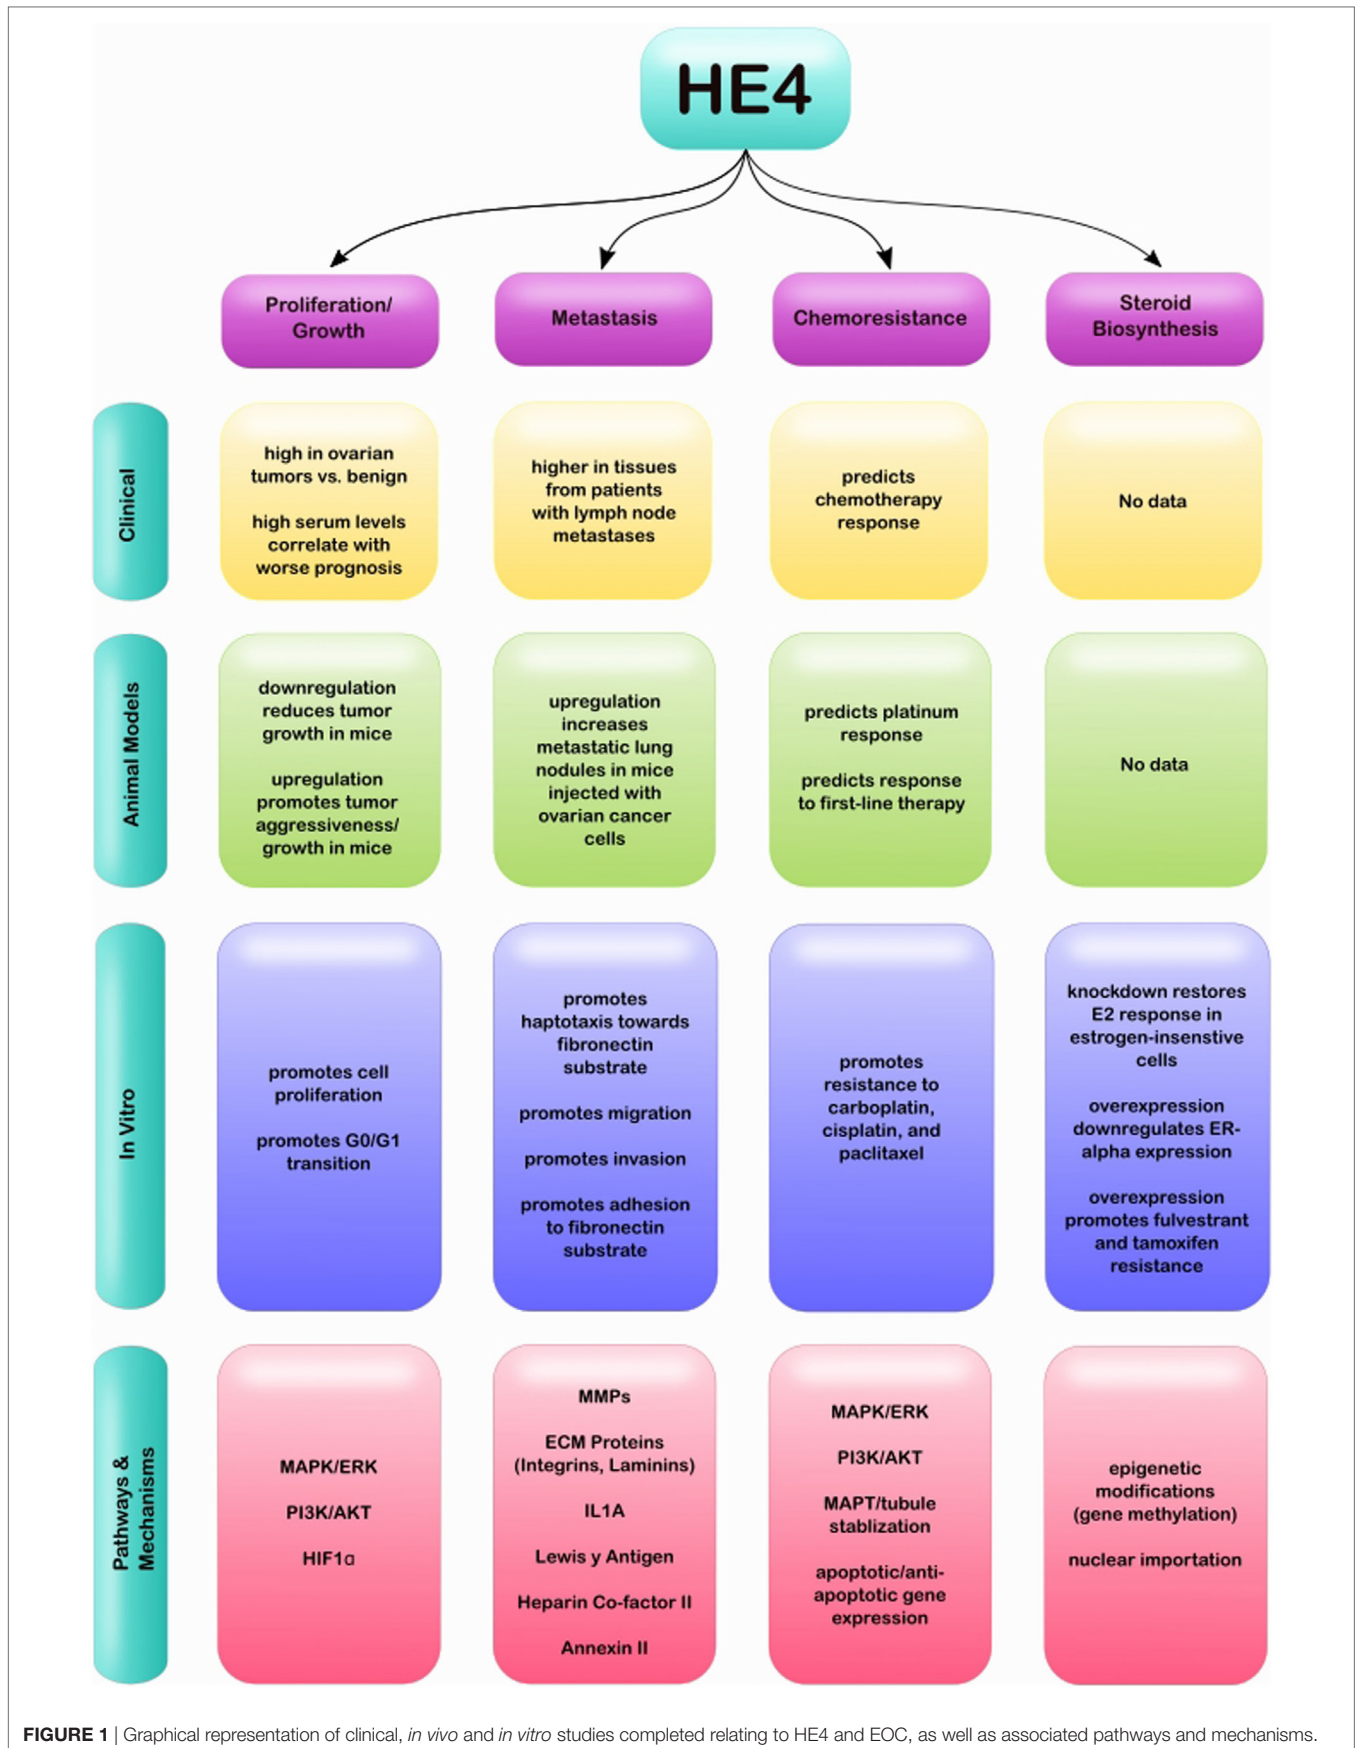 HE4
Proliferation/
Growth
Metastasis
Chemoresistance
Steroid
Biosynthesis
Clinical
high in ovarian
tumors vs. benign
high serum levels
correlate with
worse prognosis
higher in tissues
from patients
with lymph node
metastases
predicts
chemotherapy
response
No data
Animal Models
downregulation
reduces tumor
growth in mice
upregulation
promotes tumor
aggressiveness/
growth in mice
upregulation
increases
metastatic lung
nodules in mice
injected with
ovarian cancer
cells
predicts platinum
response
predicts response
to first-line therapy
No data
In Vitro
promotes cell
proliferation
promotes G0/G1
transition
promotes
haptotaxis towards
fibronectin
substrate
promotes migration
promotes invasion
promotes adhesion
to fibronectin
substrate
promotes
resistance to
carboplatin,
cisplatin, and
paclitaxel
knockdown restores
E2 response in
estrogen-insenstive
cells
overexpression
downregulates ER-
alpha expression
overexpression
promotes fulvestrant
and tamoxifen
resistance
Pathways &
Mechanisms
MAPK/ERK
PI3K/AKT
HIF1α
MMPs
ECM Proteins
(Integrins, Laminins)
IL1A
Lewis y Antigen
Heparin Co-factor II
Annexin II
MAPK/ERK
PI3K/AKT
MAPT/tubule
stablization
apoptotic/anti-
apoptotic gene
expression
epigenetic
modifications
(gene methylation)
nuclear importation
FIGURE 1 | Graphical representation of clinical, in vivo and in vitro studies completed relating to HE4 and EOC, as well as associated pathways and mechanisms.